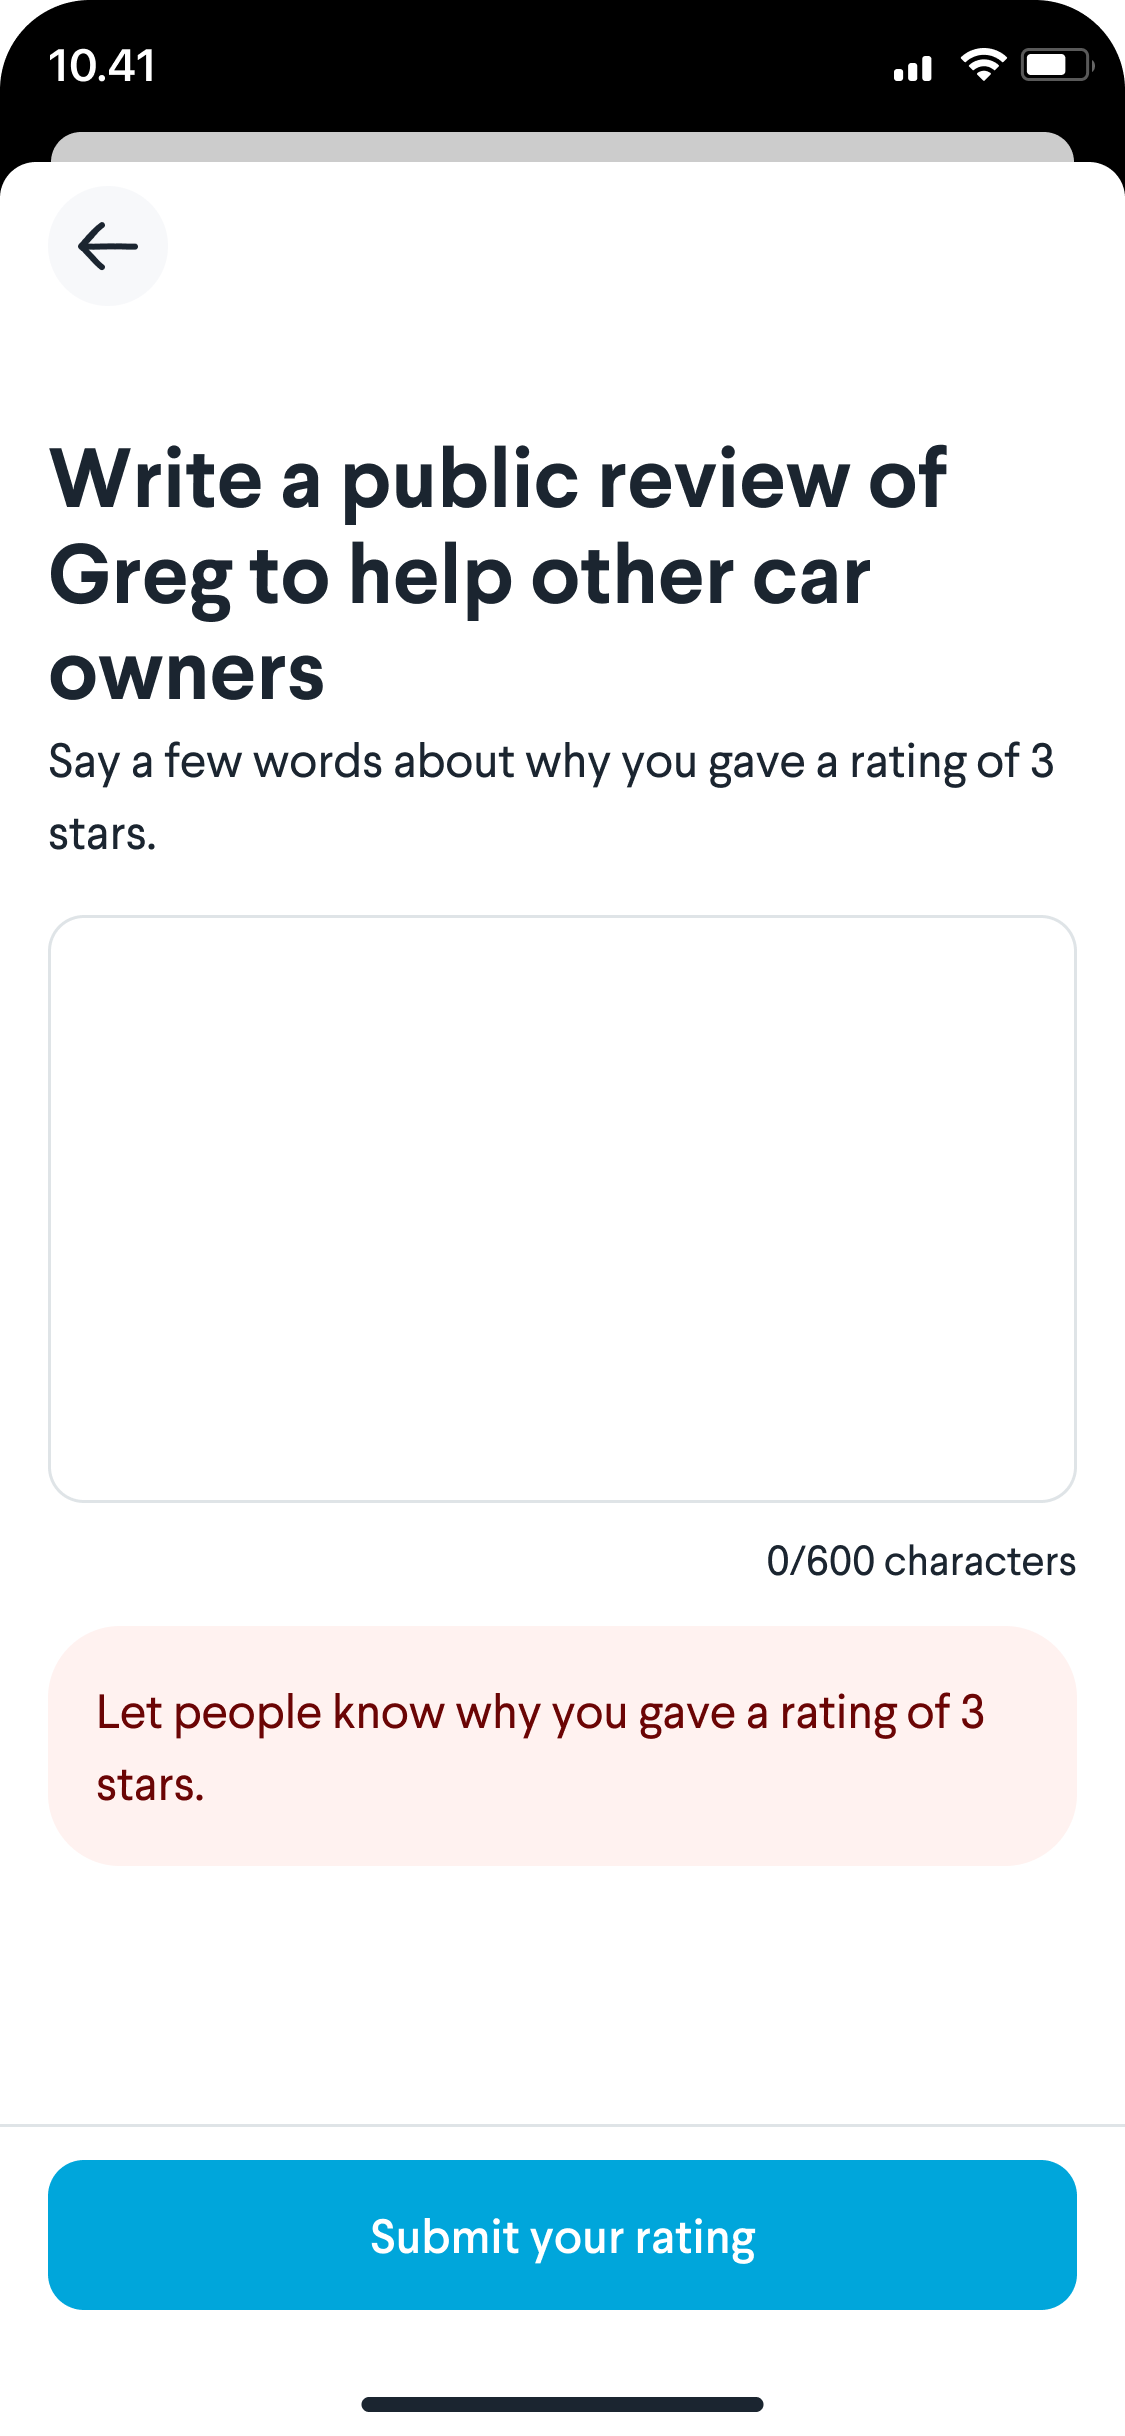 10.41
Write a public review of
Greg to help other car
owners
Say a few words about why you gave a rating of 3
stars.
0/600 characters
Let people know why you gave a rating of 3
stars.
Submit your rating